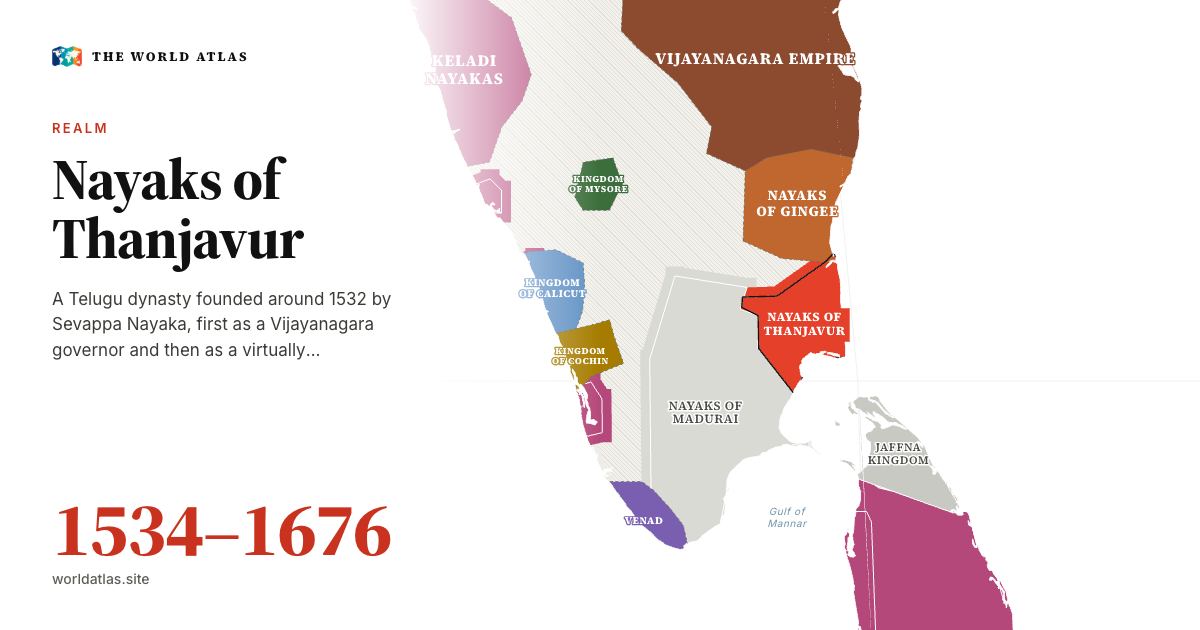 THE WORLD ATLAS
REALM
Nayaks of
Thanjavur
A Telugu dynasty founded around 1532 by
Sevappa Nayaka, first as a Vijayanagara
governor and then as a virtually...
1534–1676
worldatlas.site
KELADI
NAYAKAS
VIJAYANAGARA EMPIRE
KINGDOM
OF MYSORE
NAYAKS
OF GINGEE
KINGDOM
OF CALICUT
NAYAKS OF
THANJAVUR
KINGDOM
OF COCHIN
NAYAKS OF
MADURAI
JAFFNA
KINGDOM
VENAD
Gulf of
Mannar